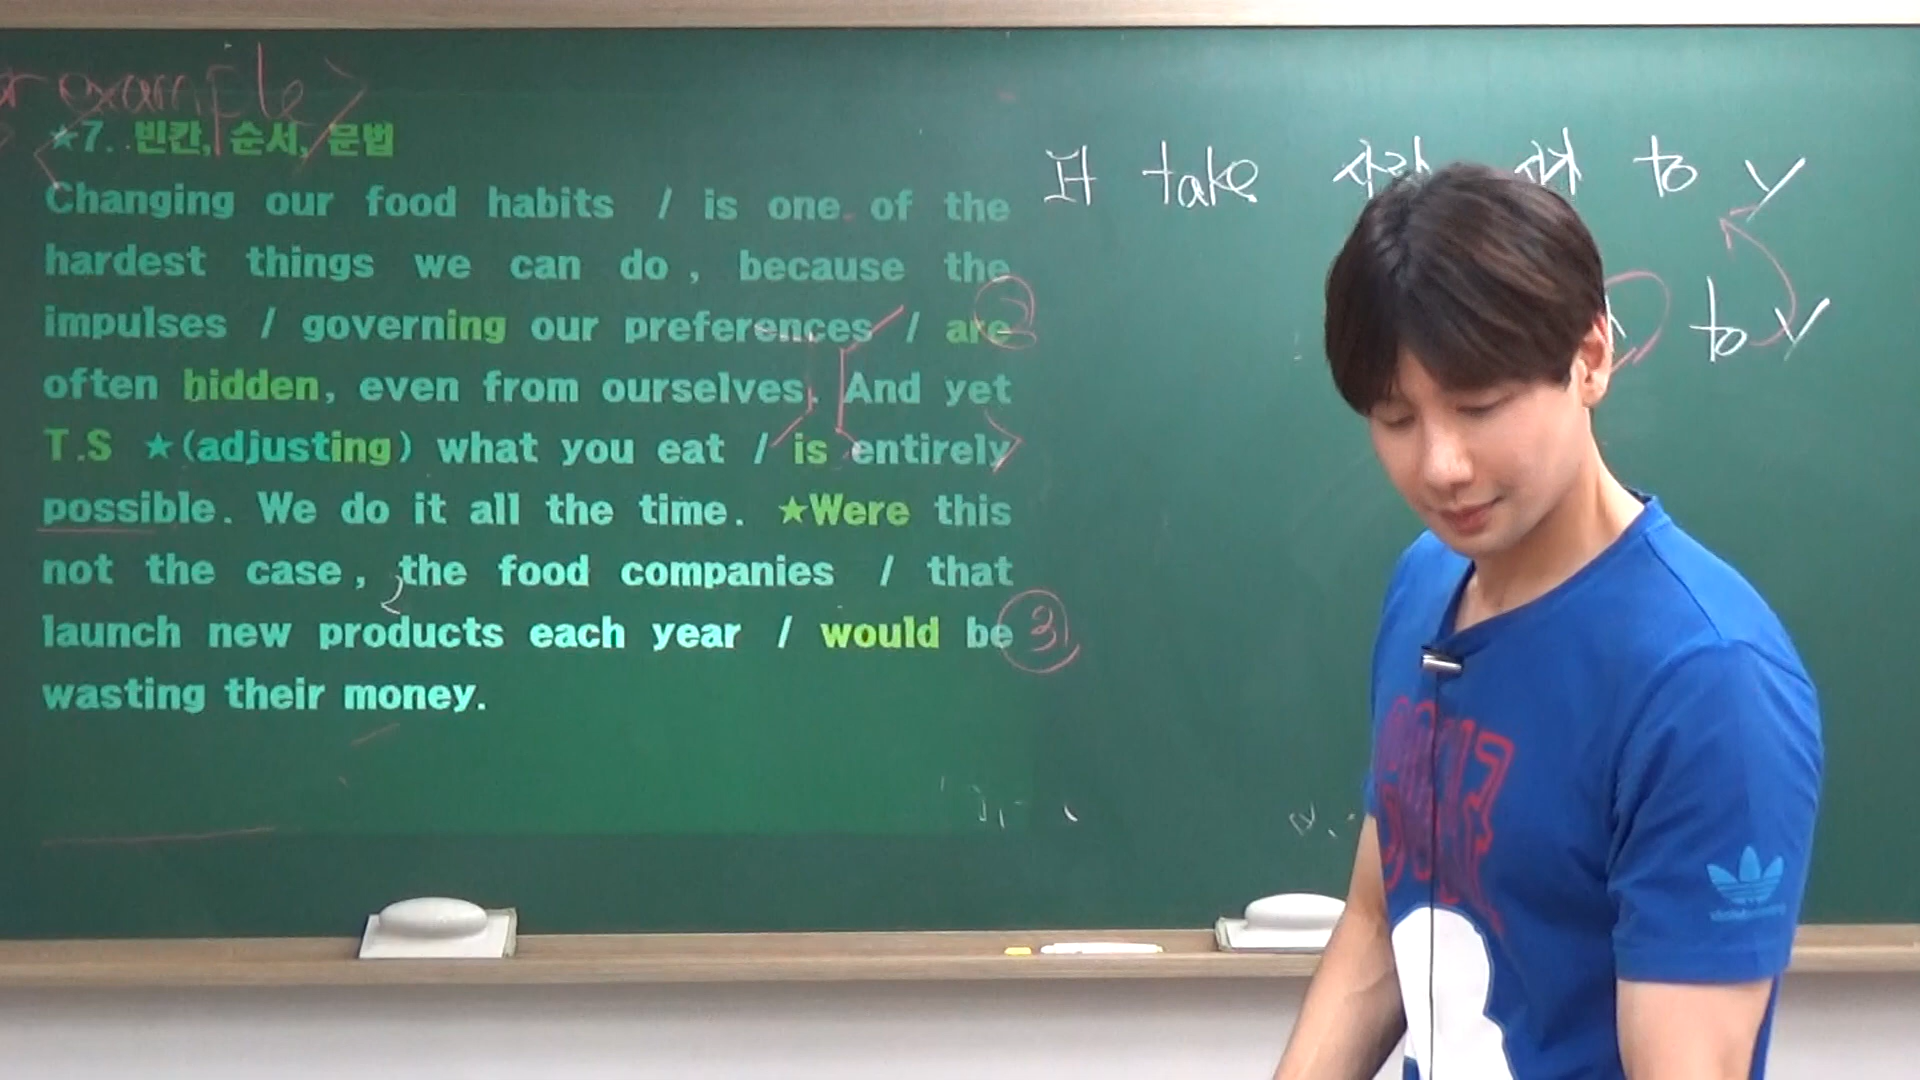 example>
★7. 빈칸, 순서, 문법
Changing our food habits / is one of the
hardest things we can do , because the
impulses / governing our preferences / are
often hidden, even from ourselves. And yet
T.S ★(adjusting) what you eat / is entirely
possible. We do it all the time. ★Were this
not the case, the food companies / that
launch new products each year / would be
wasting their money.
2
3
It take to V
to V